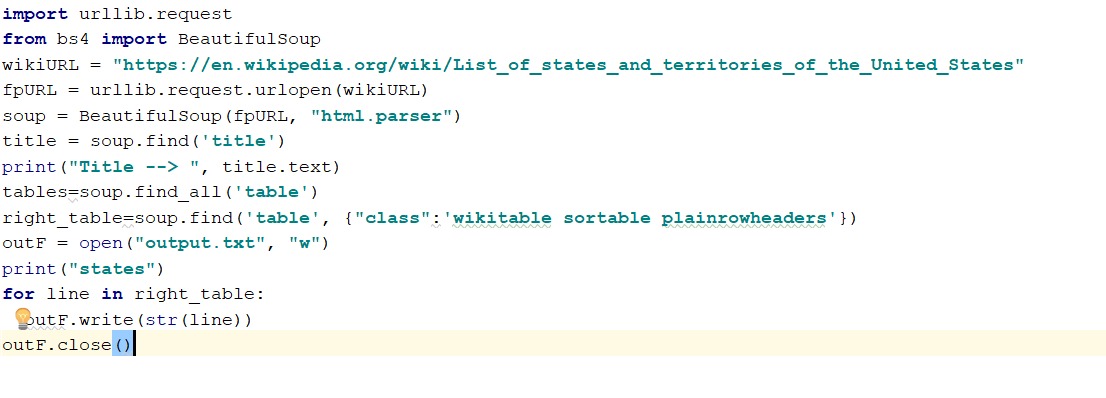 import urllib.request
from bs4 import BeautifulSoup
wikiURL = "https://en.wikipedia.org/wiki/List_of_states_and_territories_of_the_United_States"
fpURL = urllib.request.urlopen(wikiURL)
soup = BeautifulSoup(fpURL, "html.parser")
title = soup.find('title')
print("Title --> ", title.text)
tables=soup.find_all('table')
right_table=soup.find('table', {"class":'wikitable sortable plainrowheaders'})
outF = open("output.txt", "w")
print("states")
for line in right_table:
 outF.write(str(line))
outF.close()